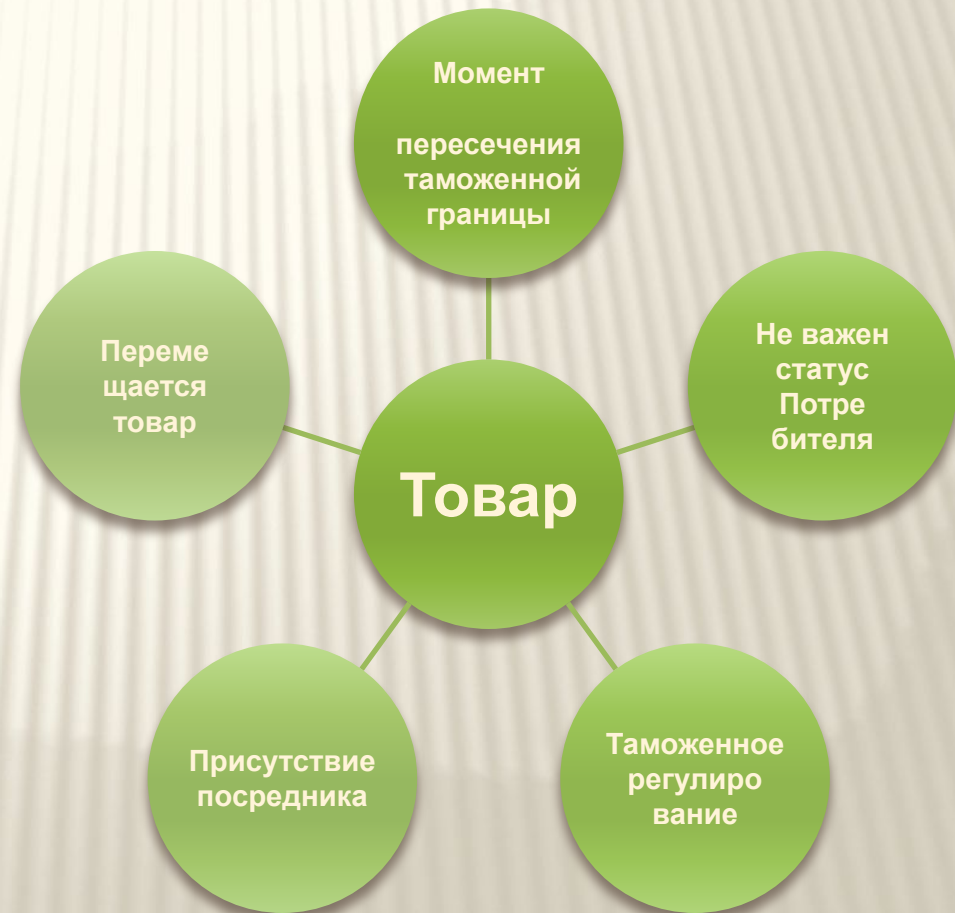 Момент
пересечения
таможенной
границы
Не важен
статус
Потре
бителя
Переме
щается
товар
Товар
Таможенное
регулиро
вание
Присутствие
посредника